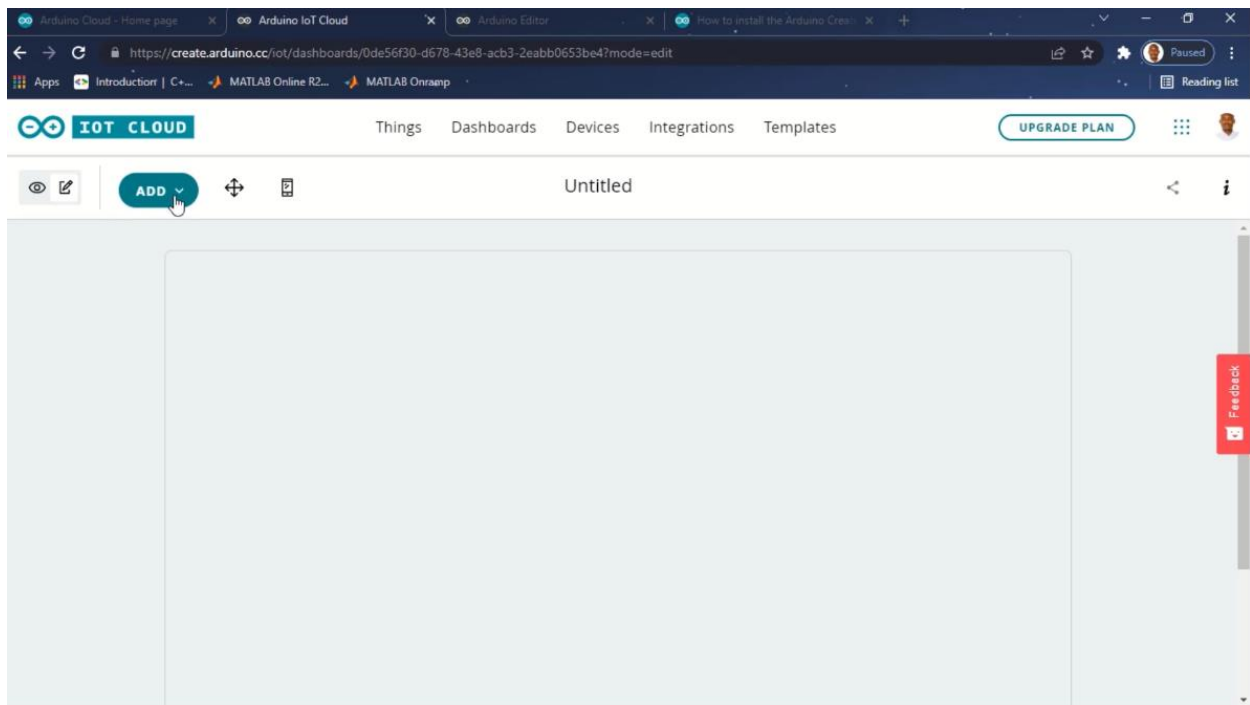 Arduino Cloud - Home page
Arduino IoT Cloud
Arduino Editor
How to install the Arduino Creat
https://create.arduino.cc/iot/dashboards/0de56f30-d678-43e8-acb3-2eabb0653be4?mode=edit
Paused
Apps
Introduction | C+...
MATLAB Online R2...
MATLAB Onramp
Reading list
IOT CLOUD
Things
Dashboards
Devices
Integrations
Templates
UPGRADE PLAN
ADD
Untitled
i
Feedback